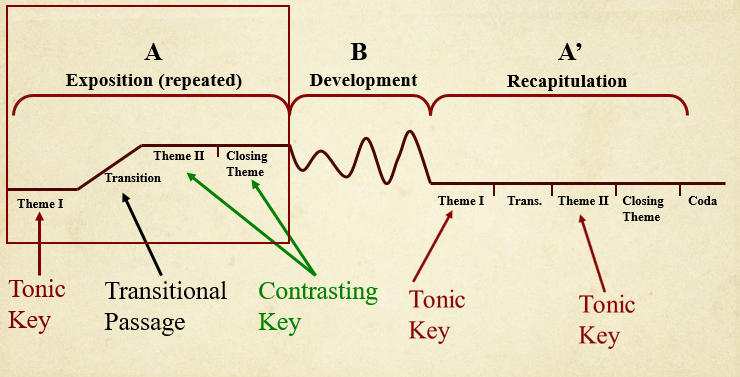 A
Exposition (repeated)
B
Development
A’
Recapitulation
Theme I
Transition
Theme II
Closing
Theme
Theme I
Trans.
Theme II
Closing
Theme
Coda
Tonic
Key
Transitional
Passage
Contrasting
Key
Tonic
Key
Tonic
Key